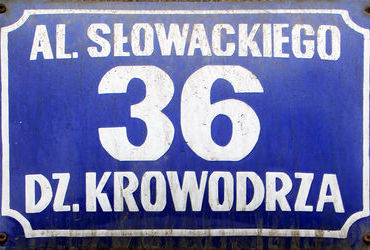 AL. SŁOWACKIEGO
36
DZ. KROWODRZA